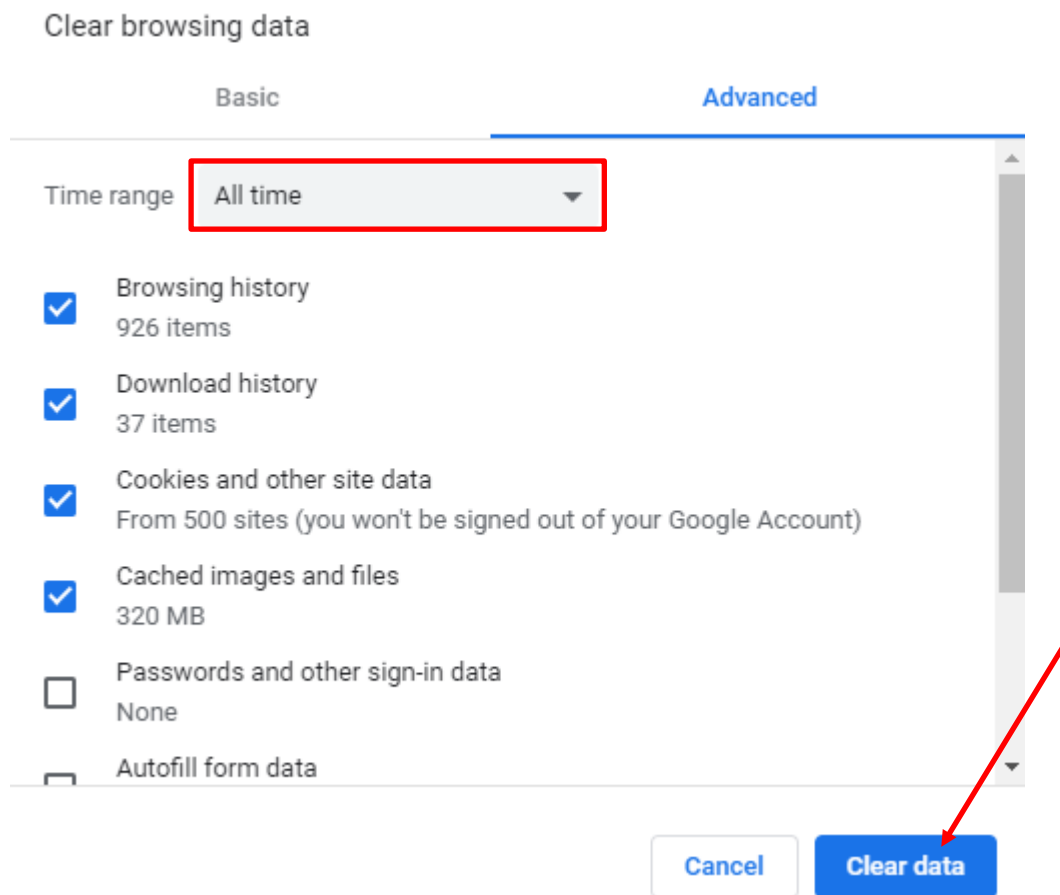 Clear browsing data
Basic
Advanced
Time range
All time
Browsing history
926 items
Download history
37 items
Cookies and other site data
From 500 sites (you won't be signed out of your Google Account)
Cached images and files
320 MB
Passwords and other sign-in data
None
Autofill form data
Cancel
Clear data